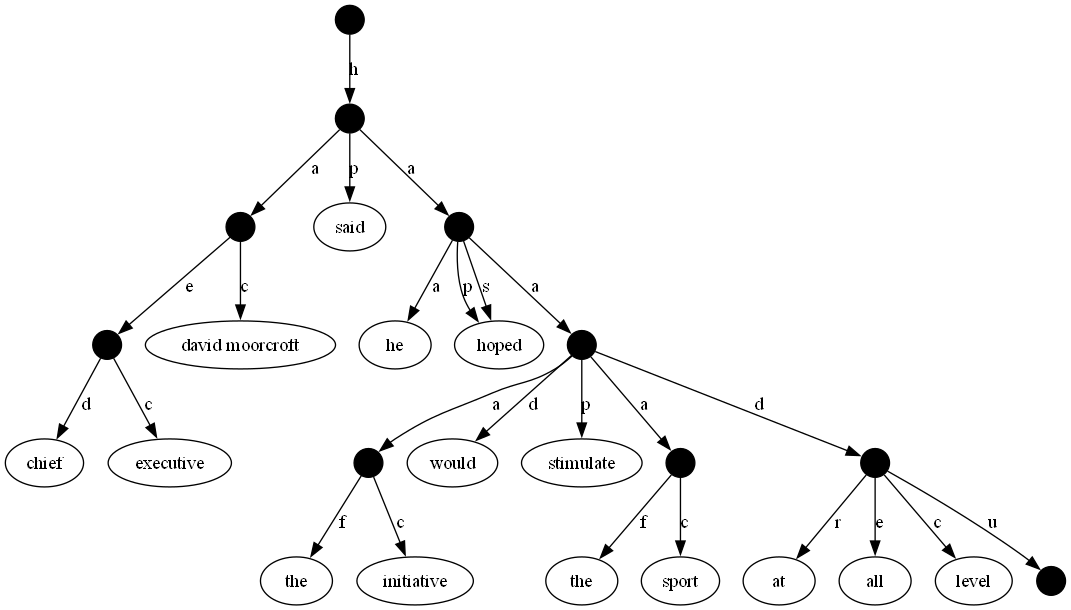 h
a p a
said
e c a p s a
david moorcroft he hoped
d c a d p a d
chief executive would stimulate
f c f c r e c u
the initiative the sport at all level